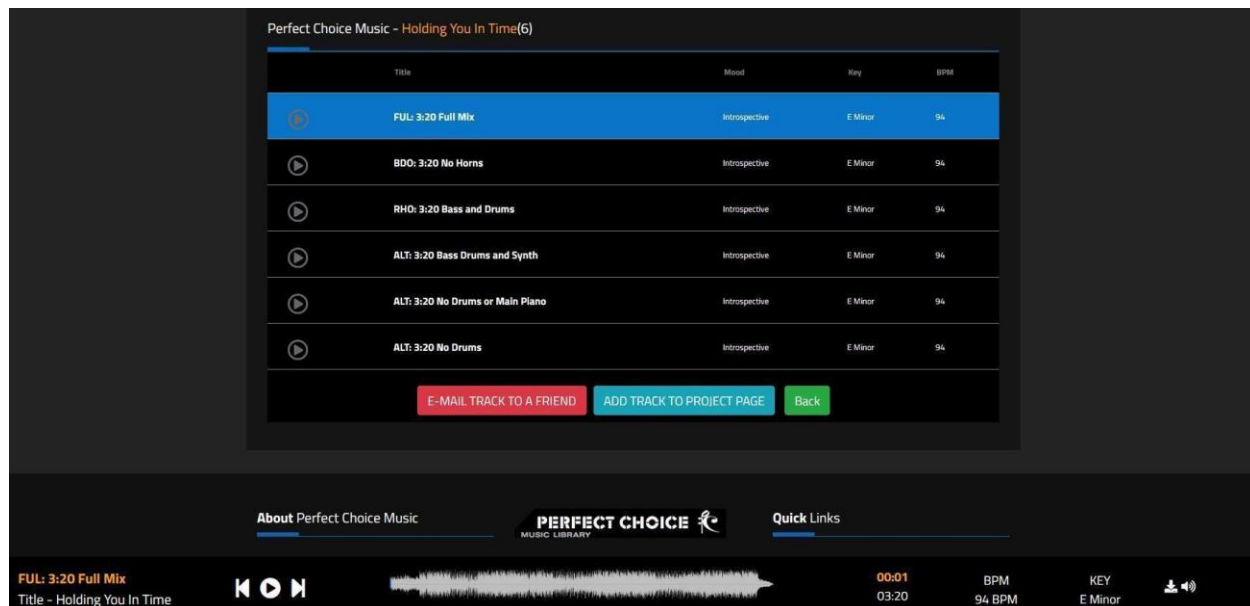 Perfect Choice Music - Holding You In Time(6)
Title Mood Key BPM
FUL: 3:20 Full Mix Introspective E Minor 94
BDO: 3:20 No Horns Introspective E Minor 94
RHO: 3:20 Bass and Drums Introspective E Minor 94
ALT: 3:20 Bass Drums and Synth Introspective E Minor 94
ALT: 3:20 No Drums or Main Piano Introspective E Minor 94
ALT: 3:20 No Drums Introspective E Minor 94
E-MAIL TRACK TO A FRIEND ADD TRACK TO PROJECT PAGE Back
About Perfect Choice Music
PERFECT CHOICE
MUSIC LIBRARY
Quick Links
FUL: 3:20 Full Mix 00:01 BPM KEY
Title - Holding You In Time 03:20 94 BPM E Minor